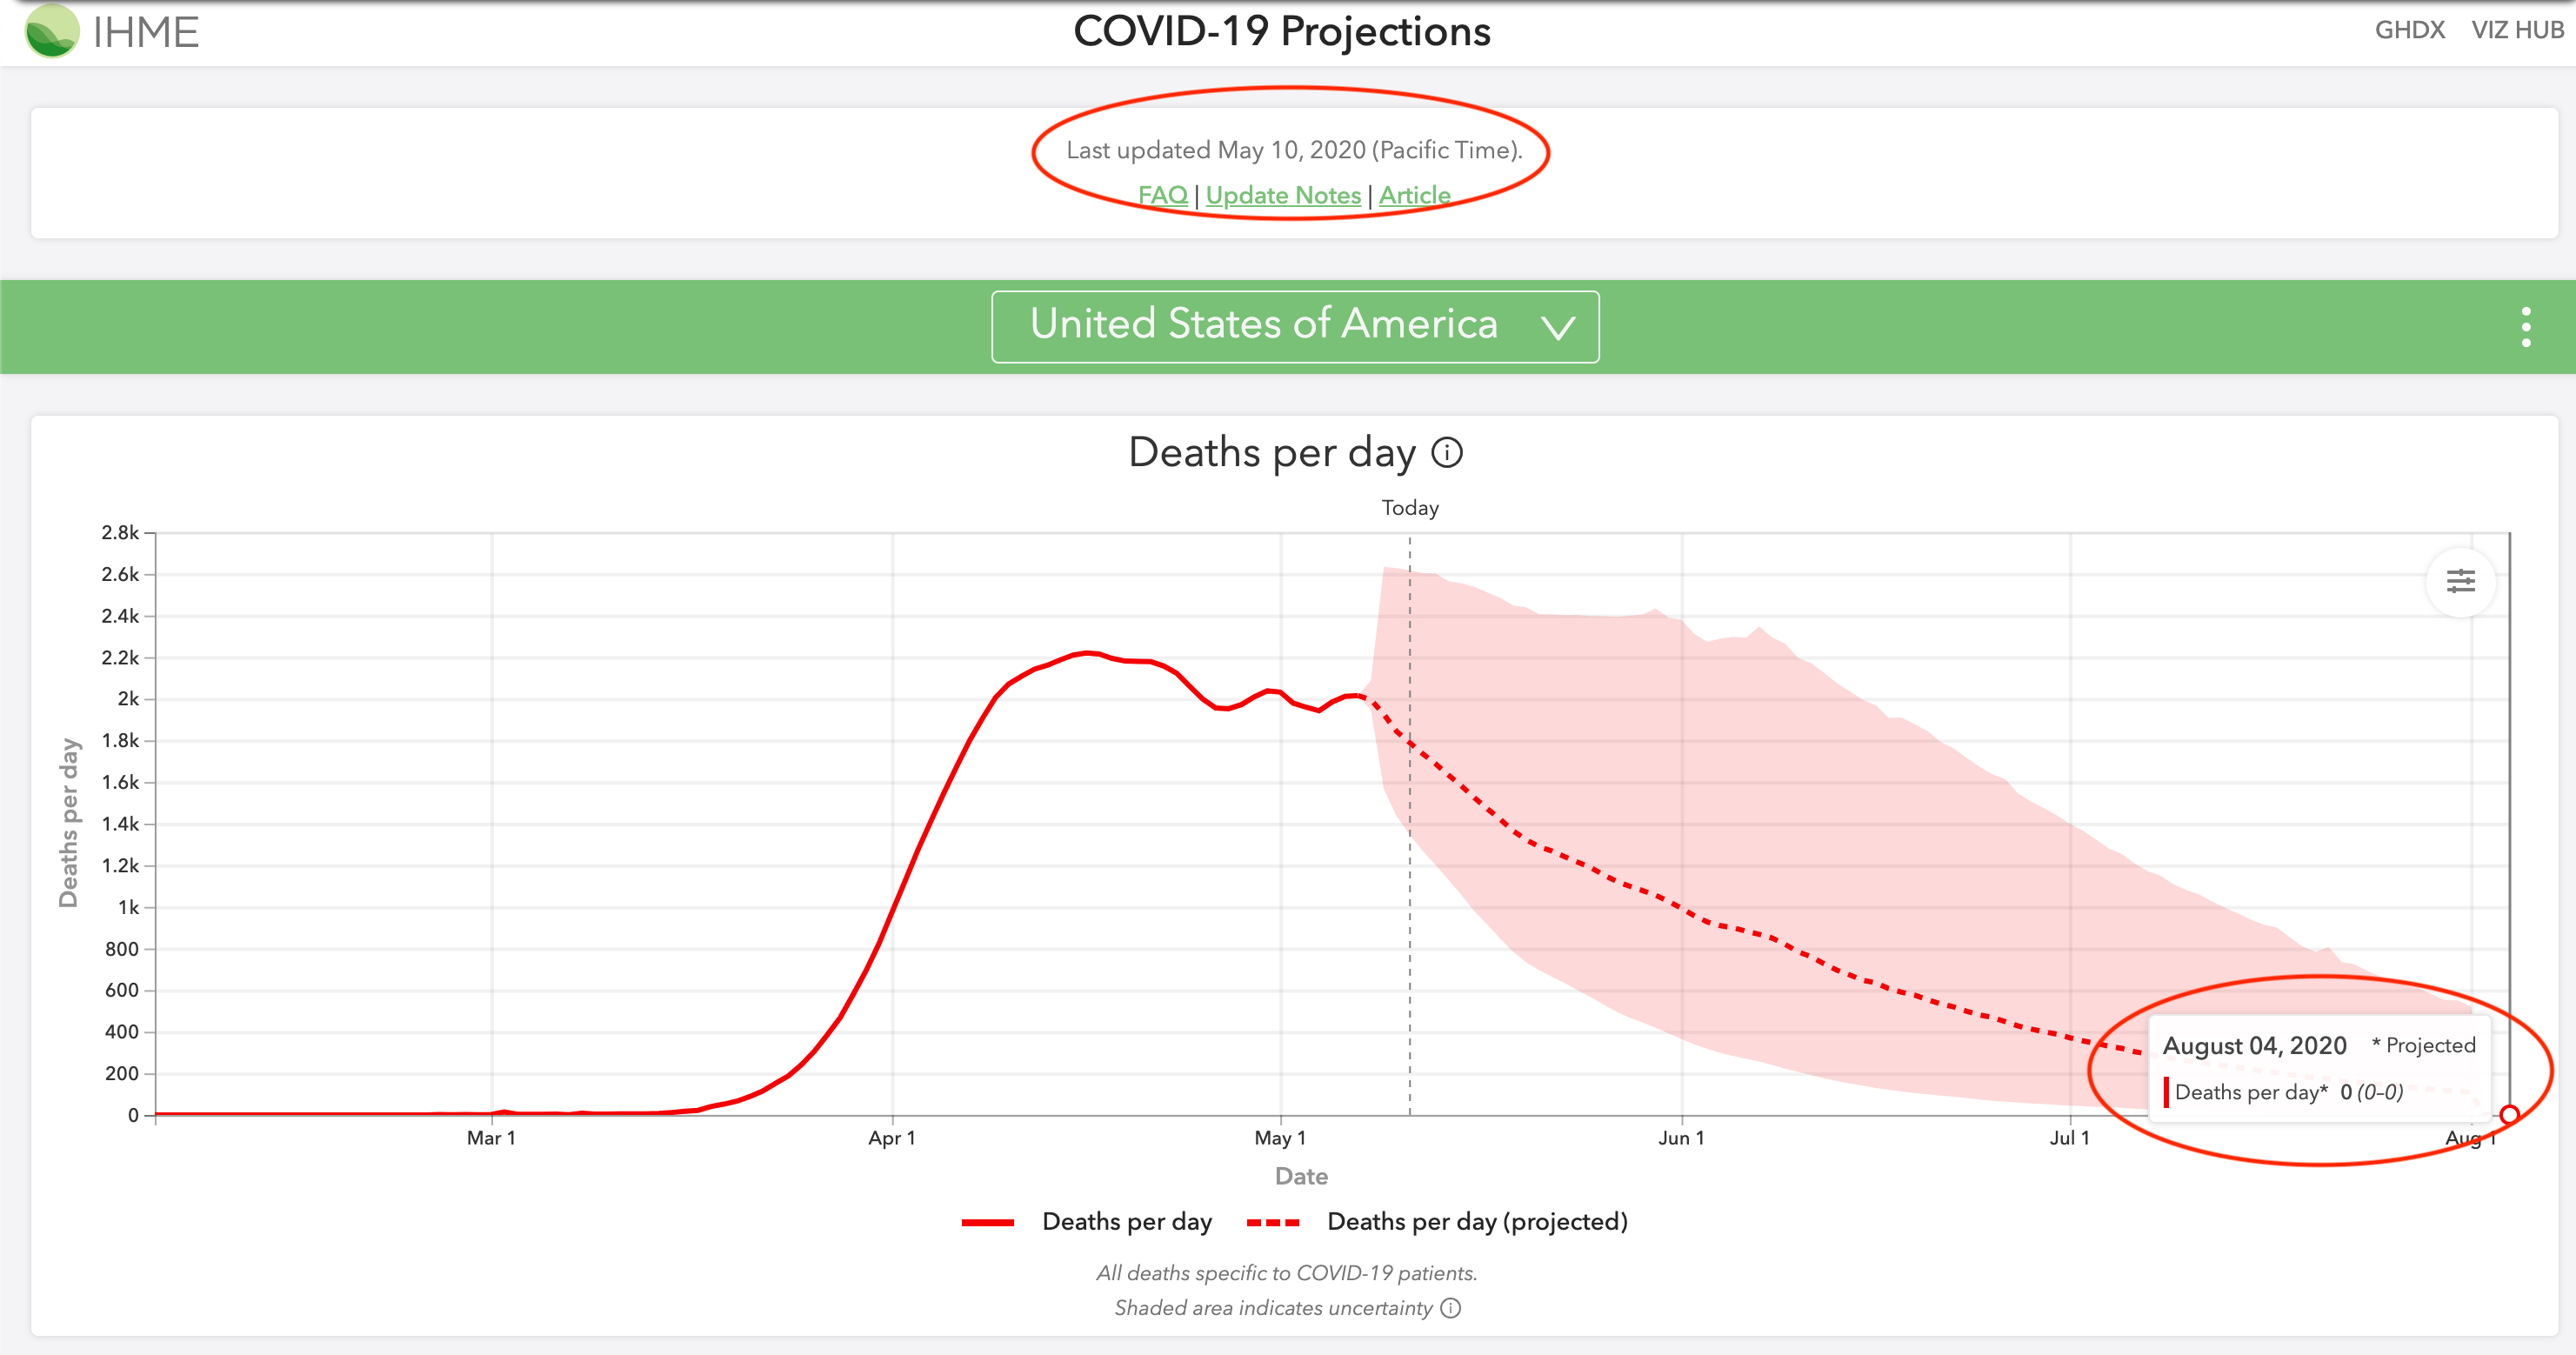 IHME
COVID-19 Projections
GHDX VIZ HUB
Last updated May 10, 2020 (Pacific Time).
FAQ | Update Notes | Article
United States of America
Deaths per day
Today
2.8k
2.6k
2.4k
2.2k
2k
1.8k
1.6k
1.4k
1.2k
1k
800
600
400
200
0
Deaths per day
August 04, 2020 * Projected
Deaths per day* 0 (0–0)
Mar 1
Apr 1
May 1
Jun 1
Jul 1
Aug 1
Date
Deaths per day
Deaths per day (projected)
All deaths specific to COVID-19 patients.
Shaded area indicates uncertainty